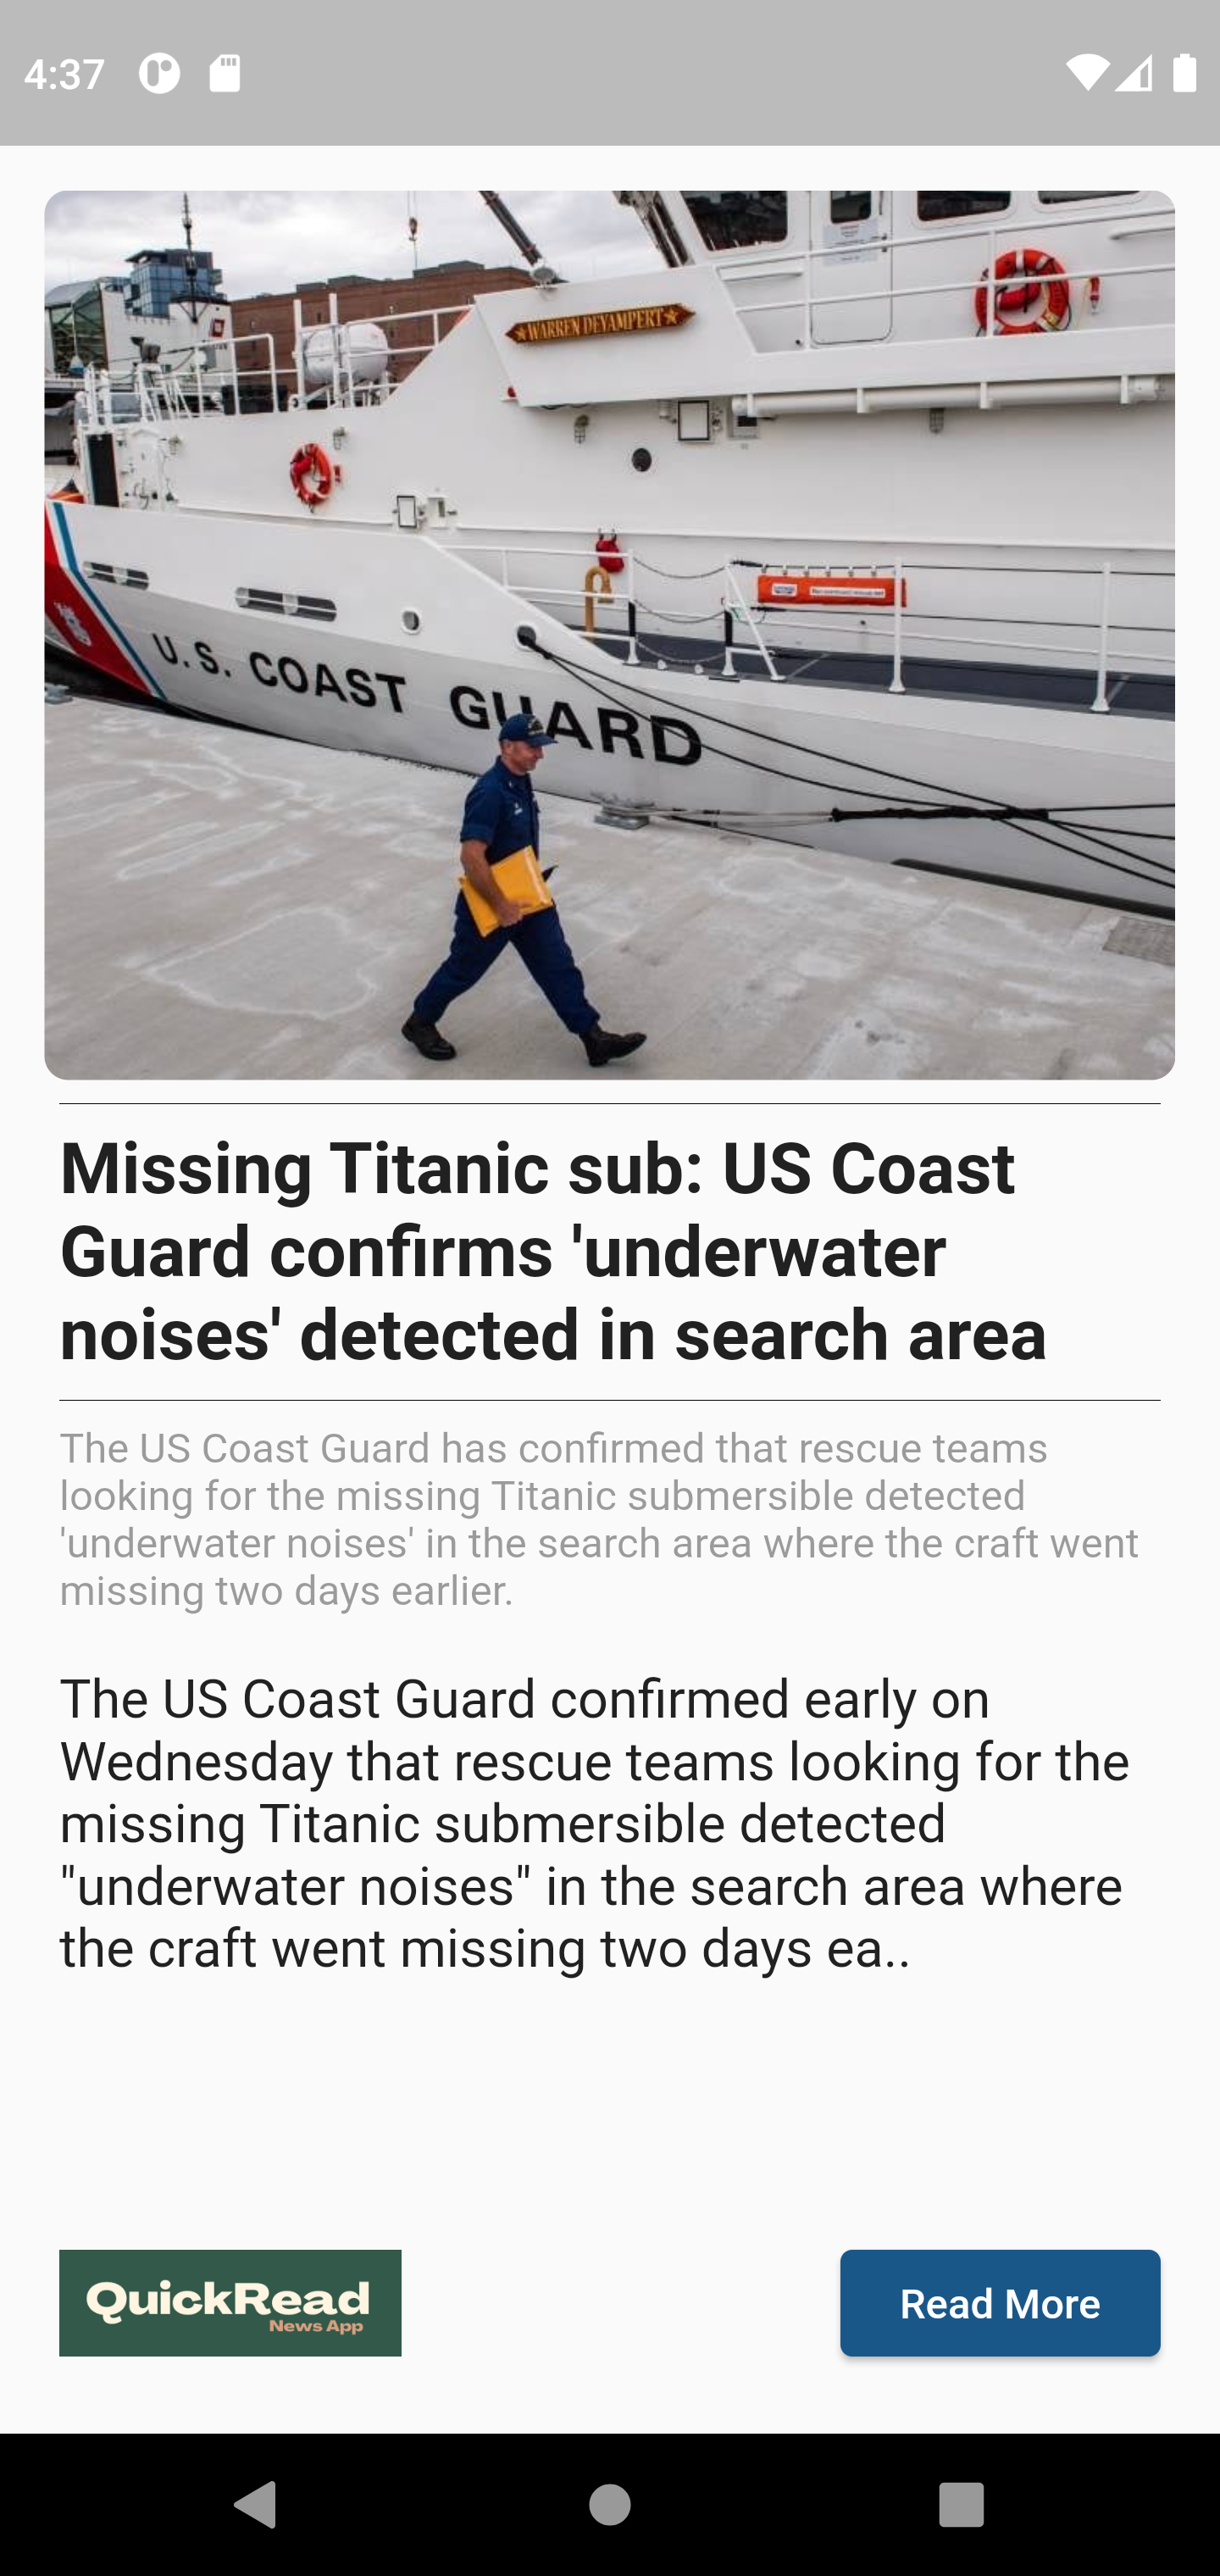 4:37
WARREN DEYAMPERT
U.S. COAST GUARD
Missing Titanic sub: US Coast
Guard confirms 'underwater
noises' detected in search area
The US Coast Guard has confirmed that rescue teams
looking for the missing Titanic submersible detected
'underwater noises' in the search area where the craft went
missing two days earlier.
The US Coast Guard confirmed early on
Wednesday that rescue teams looking for the
missing Titanic submersible detected
"underwater noises" in the search area where
the craft went missing two days ea..
QuickRead
News App
Read More